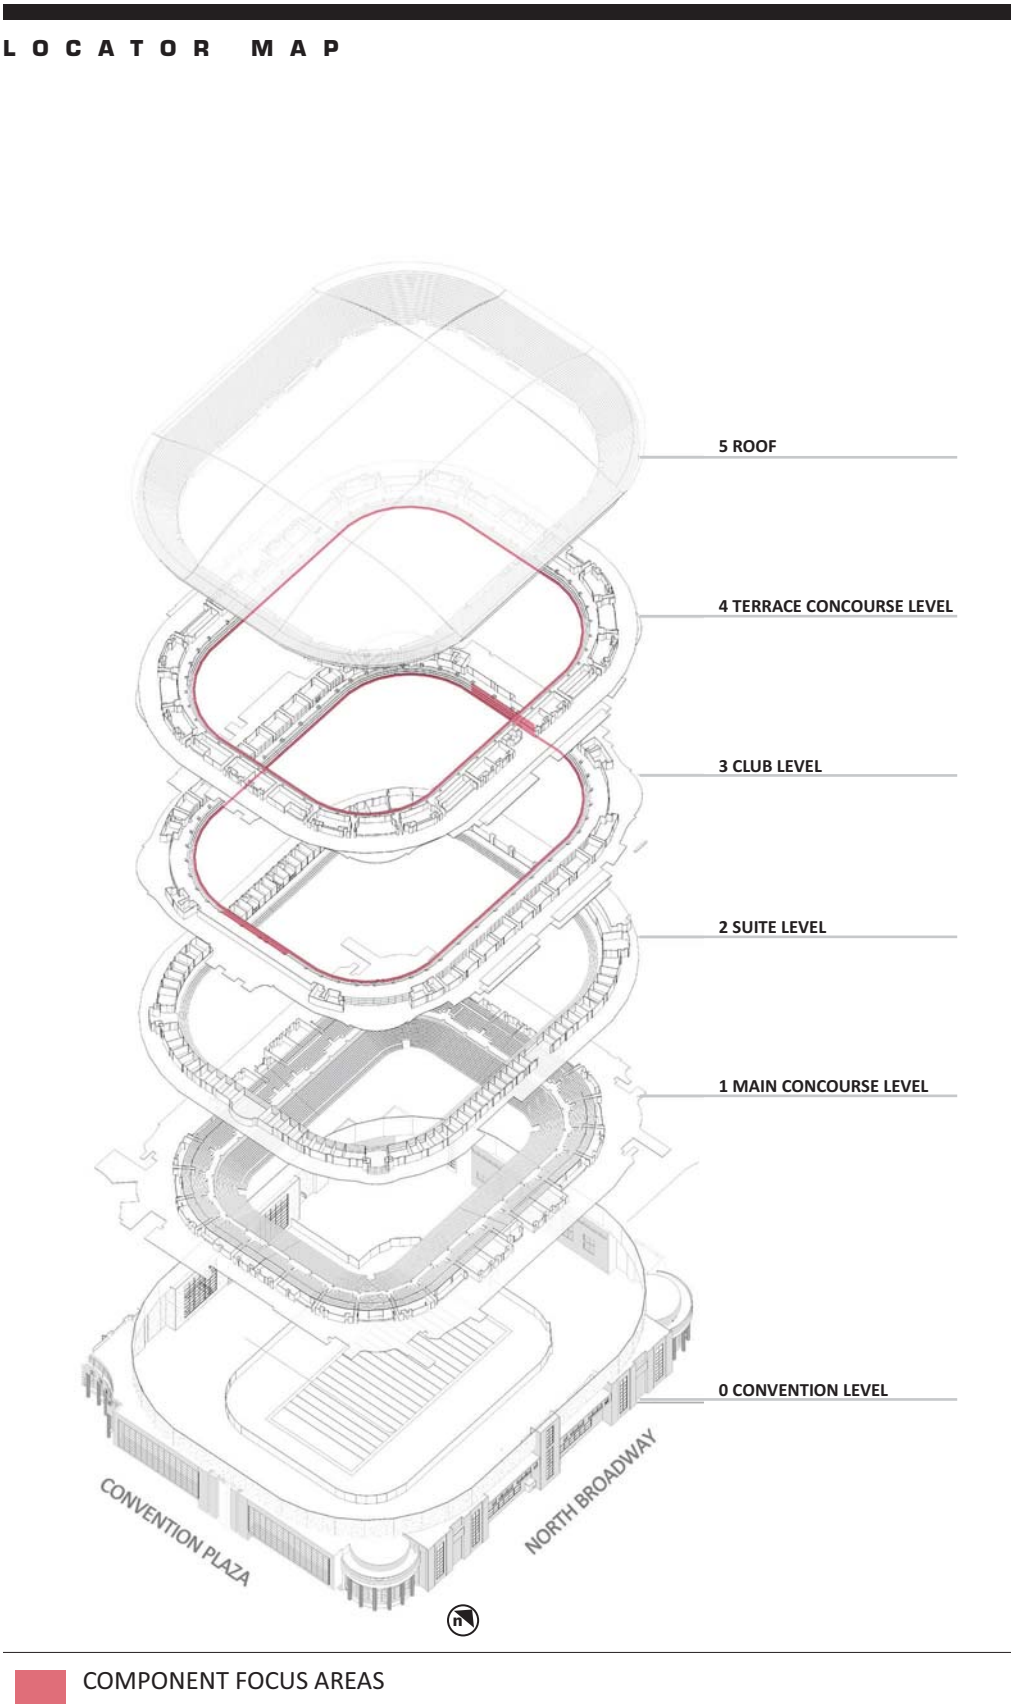 LOCATOR MAP
5 ROOF
4 TERRACE CONCOURSE LEVEL
3 CLUB LEVEL
2 SUITE LEVEL
1 MAIN CONCOURSE LEVEL
0 CONVENTION LEVEL
CONVENTION PLAZA
NORTH BROADWAY
n
COMPONENT FOCUS AREAS